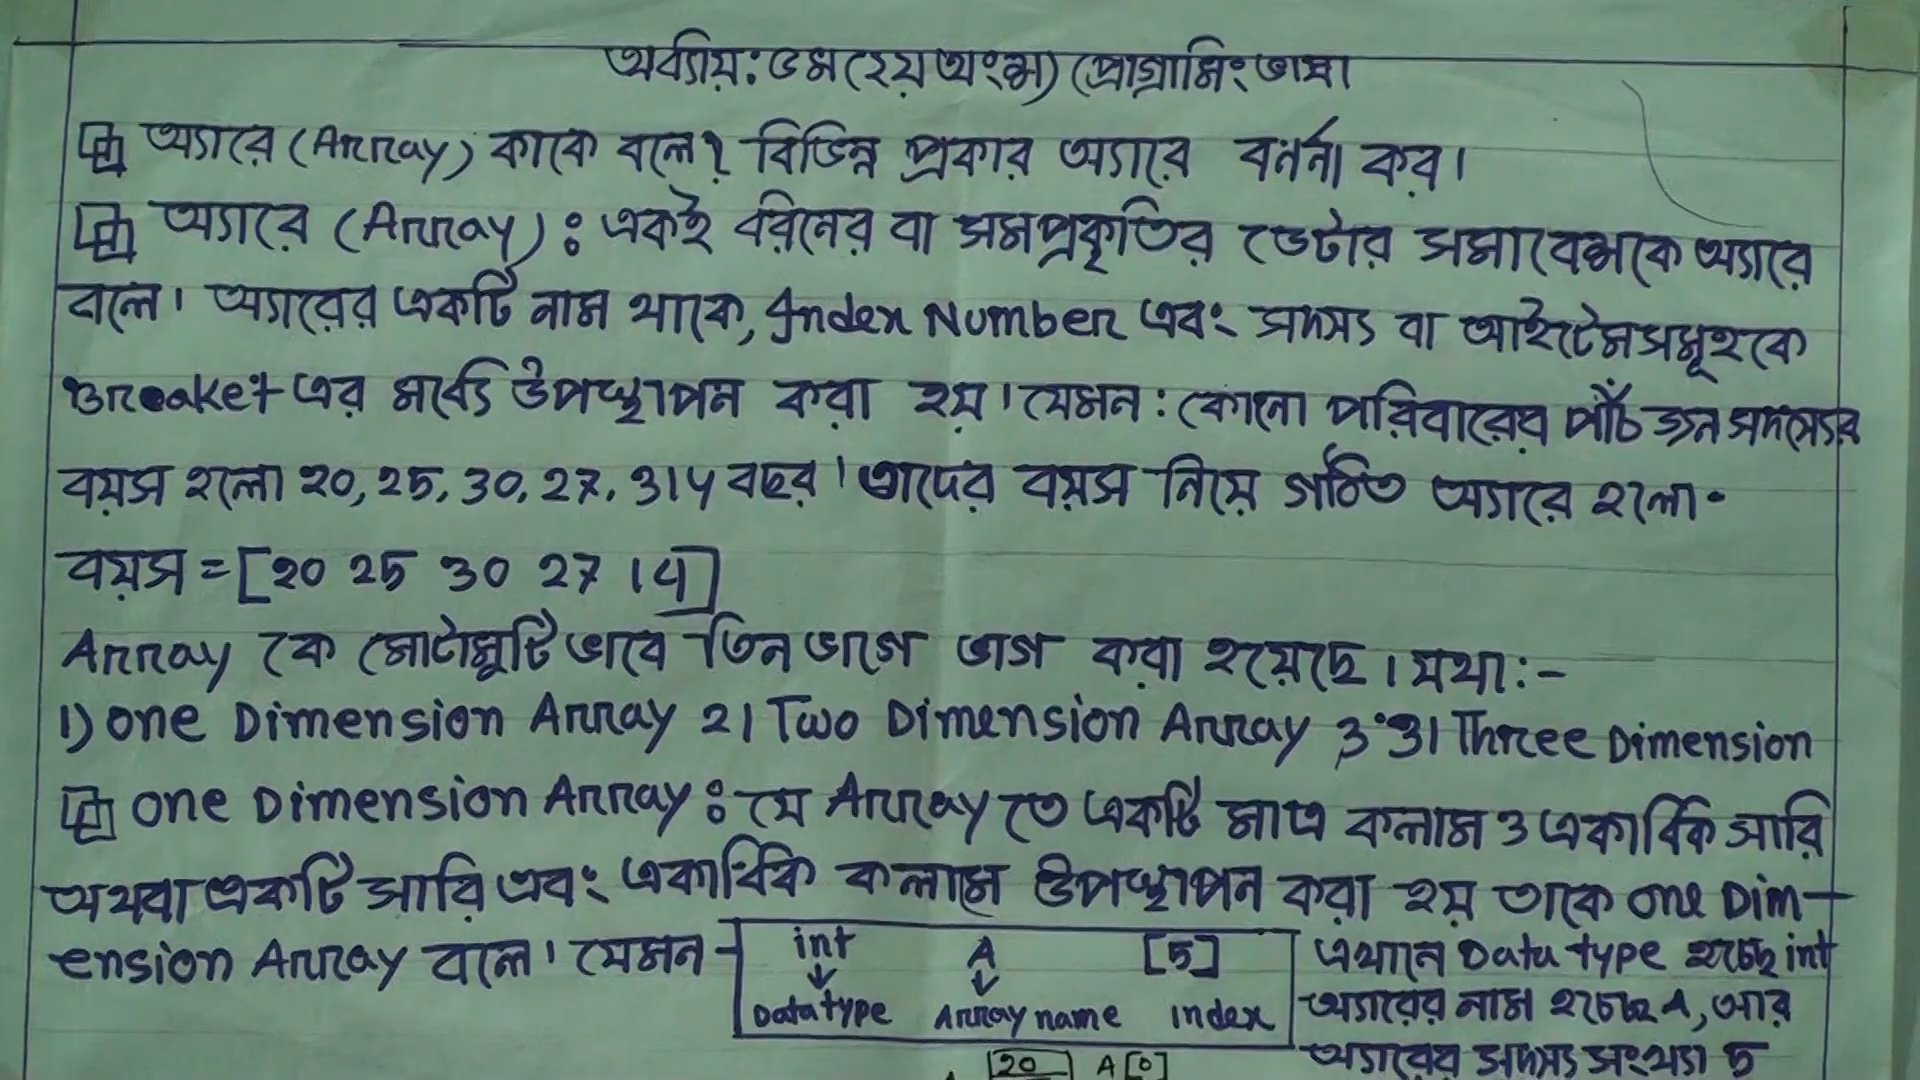 অধ্যায়: ৫ম (২য় অংশ) প্রোগ্রামিং ভাষা
অ্যারে (Array) কাকে বলে? বিভিন্ন প্রকার অ্যারে বর্ননা কর।
অ্যারে (Array): একই ধরনের বা সমপ্রকৃতির ডেটার সমাবেশকে অ্যারে
বলে। অ্যারের একটি নাম থাকে, Index Number এবং সদস্য বা আইটেমসমূহকে
Breaket এর মধ্যে উপস্থাপন করা হয়। যেমন: কোনো পরিবারের পাঁচ জন সদস্যের
বয়স হলো 20, 25, 30, 27, বছর। তাদের বয়স নিয়ে গঠিত অ্যারে হলো-
বয়স = [20 25 30 27 14]
Array কে মোটামুটি ভাবে তিন ভাগে ভাগ করা হয়েছে। যথা:-
1) one Dimension Array 2। Two Dimension Array 3। Three Dimension
one Dimension Array: যে Array তে একটি মাত্র কলাম ও একাধিক সারি
অথবা একটি সারি এবং একাধিক কলামে উপস্থাপন করা হয় তাকে one Dim-
ension Array বলে। যেমন- int A [5] এখানে Data type হচ্ছে int
Data type Array name index অ্যারের নাম হচ্ছে A, আর
অ্যারের সদস্য সংখ্যা 5
20 A[0]